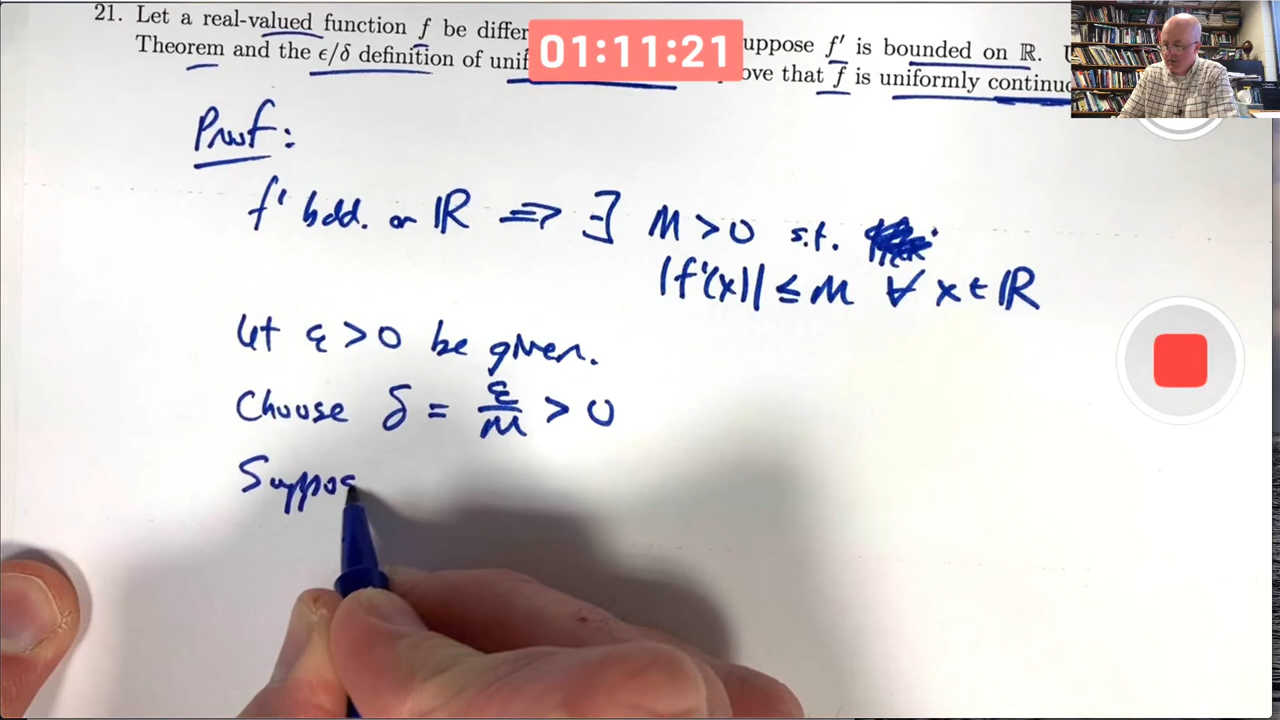 21. Let a real-valued function f be differ
01:11:21
uppose f′ is bounded on ℝ. U
Theorem and the ϵ/δ definition of unif
ove that f is uniformly continuo
Proof:
f' bdd. on ℝ ⟹ ∃ M > 0 s.t.
|f'(x)| ≤ M ∀ x ∈ ℝ
Let ε > 0 be given.
Choose δ = ε/M > 0
Suppos